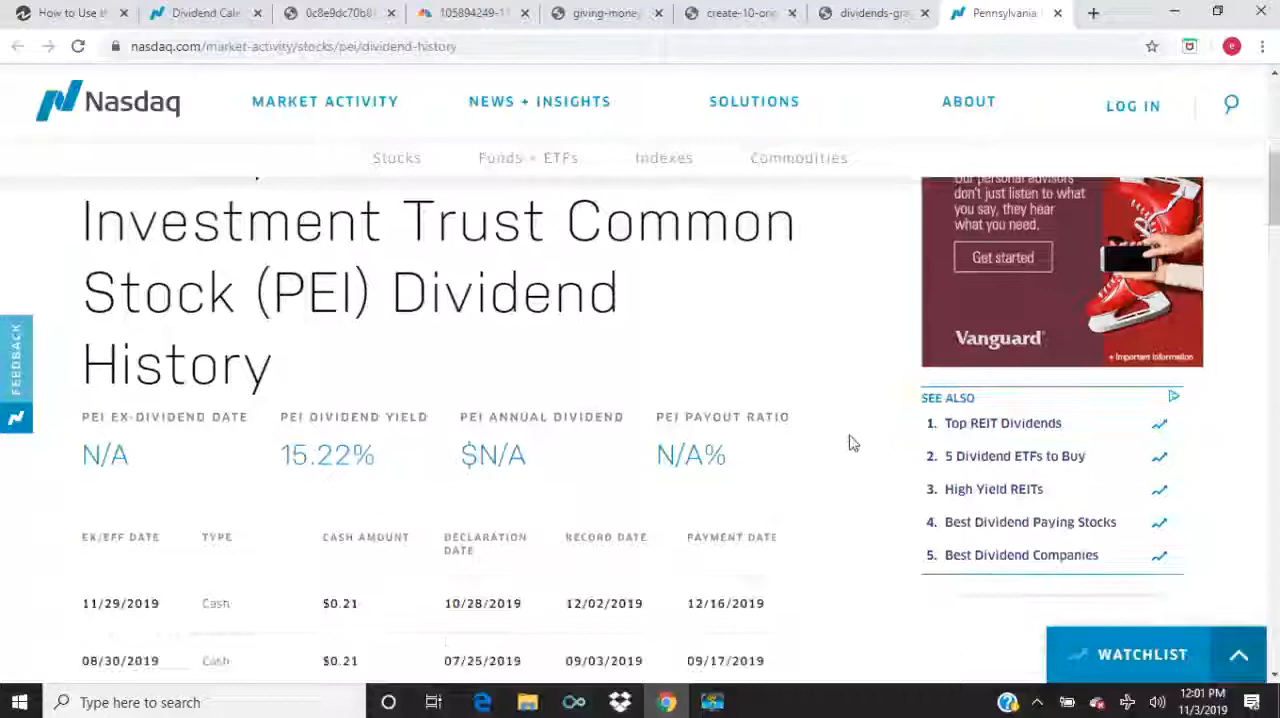 How to Use t
Dividend Cale
0c8e9dc70b8
105894249-1
giving-money
create-10-one
dividends-gra
Pennsylvania
nasdaq.com/market-activity/stocks/pei/dividend-history
Nasdaq
MARKET ACTIVITY
NEWS + INSIGHTS
SOLUTIONS
ABOUT
LOG IN
Stocks
Funds + ETFs
Indexes
Commodities
Investment Trust Common
Stock (PEI) Dividend
History
Our personal advisors
don't just listen to what
you say, they hear
what you need.
Get started
Vanguard
+ Important information
FEEDBACK
PEI EX-DIVIDEND DATE
PEI DIVIDEND YIELD
PEI ANNUAL DIVIDEND
PEI PAYOUT RATIO
N/A
15.22%
$N/A
N/A%
SEE ALSO
1. Top REIT Dividends
2. 5 Dividend ETFs to Buy
3. High Yield REITs
4. Best Dividend Paying Stocks
5. Best Dividend Companies
EX/EFF DATE
TYPE
CASH AMOUNT
DECLARATION
DATE
RECORD DATE
PAYMENT DATE
11/29/2019 Cash $0.21 10/28/2019 12/02/2019 12/16/2019
08/30/2019 Cash $0.21 07/25/2019 09/03/2019 09/17/2019
WATCHLIST
Type here to search
12:01 PM
11/3/2019